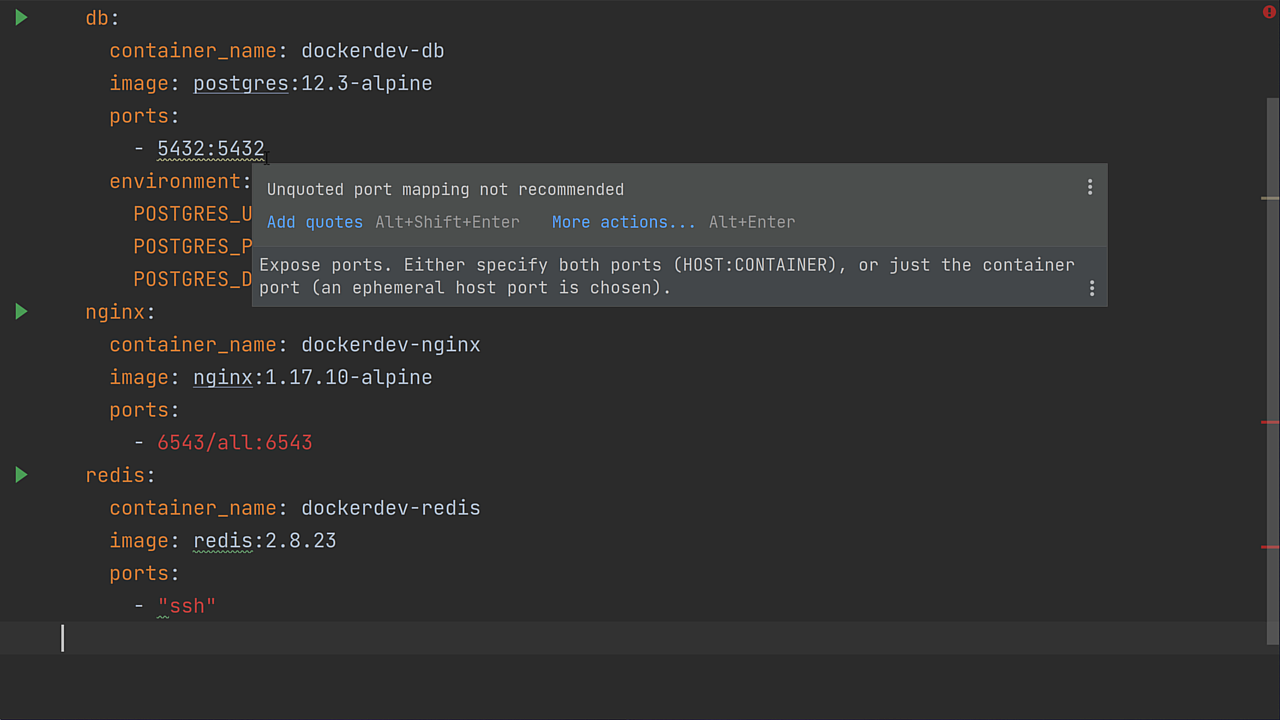 db:
container_name: dockerdev-db
image: postgres:12.3-alpine
ports:
- 5432:5432
Unquoted port mapping not recommended
Add quotes Alt+Shift+Enter More actions... Alt+Enter
Expose ports. Either specify both ports (HOST:CONTAINER), or just the container
port (an ephemeral host port is chosen).
environment:
POSTGRES_U
POSTGRES_P
POSTGRES_D
nginx:
container_name: dockerdev-nginx
image: nginx:1.17.10-alpine
ports:
- 6543/all:6543
redis:
container_name: dockerdev-redis
image: redis:2.8.23
ports:
- "ssh"